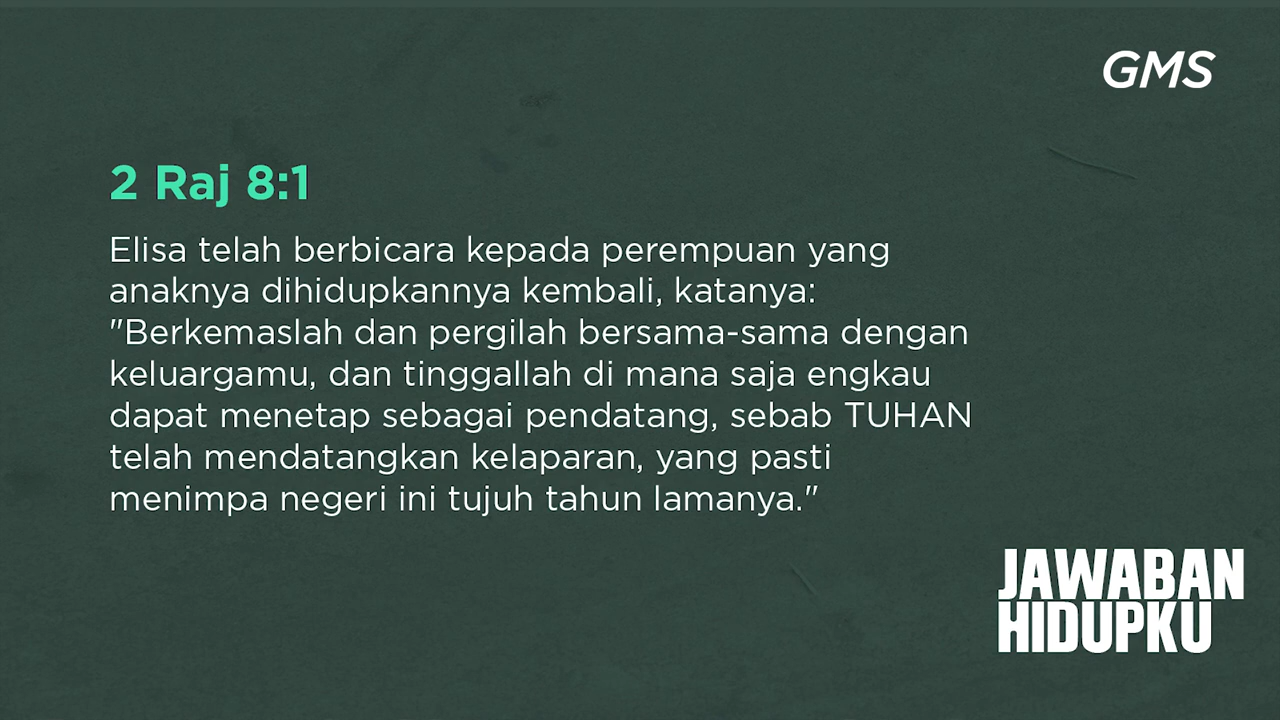 GMS
2 Raj 8:1
Elisa telah berbicara kepada perempuan yang
anaknya dihidupkannya kembali, katanya:
"Berkemaslah dan pergilah bersama-sama dengan
keluargamu, dan tinggallah di mana saja engkau
dapat menetap sebagai pendatang, sebab TUHAN
telah mendatangkan kelaparan, yang pasti
menimpa negeri ini tujuh tahun lamanya."
JAWABAN
HIDUPKU